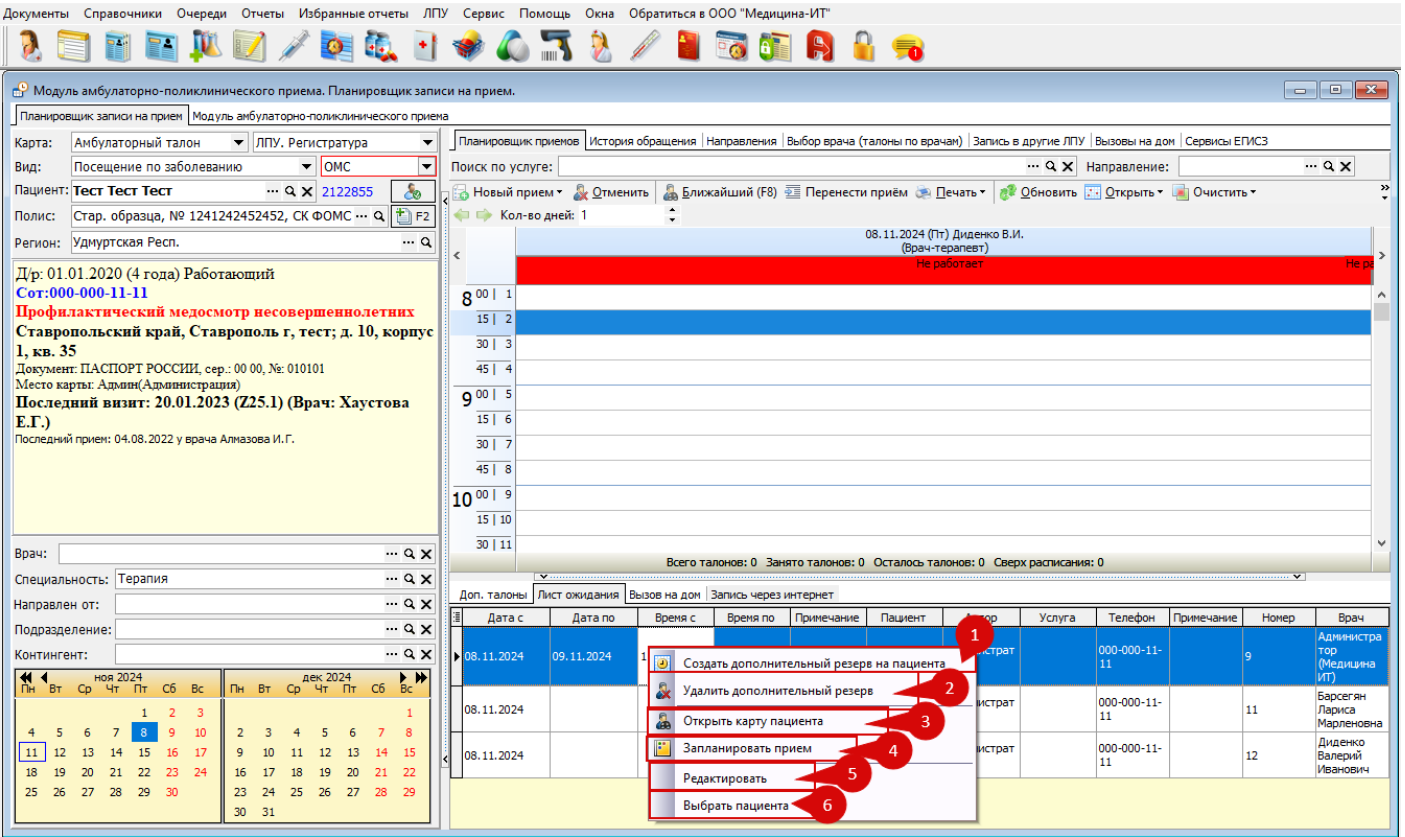 Документы Справочники Очереди Отчеты Избранные отчеты ЛПУ Сервис Помощь Окна Обратиться в ООО "Медицина-ИТ"
1
Модуль амбулаторно-поликлинического приема. Планировщик записи на прием.
Планировщик записи на прием Модуль амбулаторно-поликлинического приема
Карта: Амбулаторный талон ЛПУ. Регистратура
Вид: Посещение по заболеванию ОМС
Пациент: Тест Тест Тест 2122855
Полис: Стар. образца, № 1241242452452, СК ФОМС F2
Регион: Удмуртская Респ.
Д/р: 01.01.2020 (4 года) Работающий
Сот:000-000-11-11
Профилактический медосмотр несовершеннолетних
Ставропольский край, Ставрополь г, тест; д. 10, корпус
1, кв. 35
Документ: ПАСПОРТ РОССИИ, сер.: 00 00, №: 010101
Место карты: Админ(Администрация)
Последний визит: 20.01.2023 (Z25.1) (Врач: Хаустова
Е.Г.)
Последний прием: 04.08.2022 у врача Алмазова И.Г.
Врач:
Специальность: Терапия
Направлен от:
Подразделение:
Контингент:
ноя 2024
Пн Вт Ср Чт Пт Сб Вс
1 2 3
4 5 6 7 8 9 10
11 12 13 14 15 16 17
18 19 20 21 22 23 24
25 26 27 28 29 30
дек 2024
Пн Вт Ср Чт Пт Сб Вс
1
2 3 4 5 6 7 8
9 10 11 12 13 14 15
16 17 18 19 20 21 22
23 24 25 26 27 28 29
30 31
Планировщик приемов История обращения Направления Выбор врача (талоны по врачам) Запись в другие ЛПУ Вызовы на дом Сервисы ЕГИСЗ
Поиск по услуге: Направление:
Новый прием Отменить Ближайший (F8) Перенести приём Печать Обновить Открыть Очистить
Кол-во дней: 1
08.11.2024 (Пт) Диденко В.И.
(Врач-терапевт)
Не работает Не ра
8 00 1
15 2
30 3
45 4
9 00 5
15 6
30 7
45 8
10 00 9
15 10
30 11
Всего талонов: 0 Занято талонов: 0 Осталось талонов: 0 Сверх расписания: 0
Доп. талоны Лист ожидания Вызов на дом Запись через интернет
Дата с Дата по Время с Время по Примечание Пациент Автор Услуга Телефон Примечание Номер Врач
08.11.2024 09.11.2024 1 истрат 000-000-11-11 9 Администратор (Медицина ИТ)
08.11.2024 истрат 000-000-11-11 11 Барсегян Лариса Марленовна
08.11.2024 истрат 000-000-11-11 12 Диденко Валерий Иванович
Создать дополнительный резерв на пациента 1
Удалить дополнительный резерв 2
Открыть карту пациента 3
Запланировать прием 4
Редактировать 5
Выбрать пациента 6